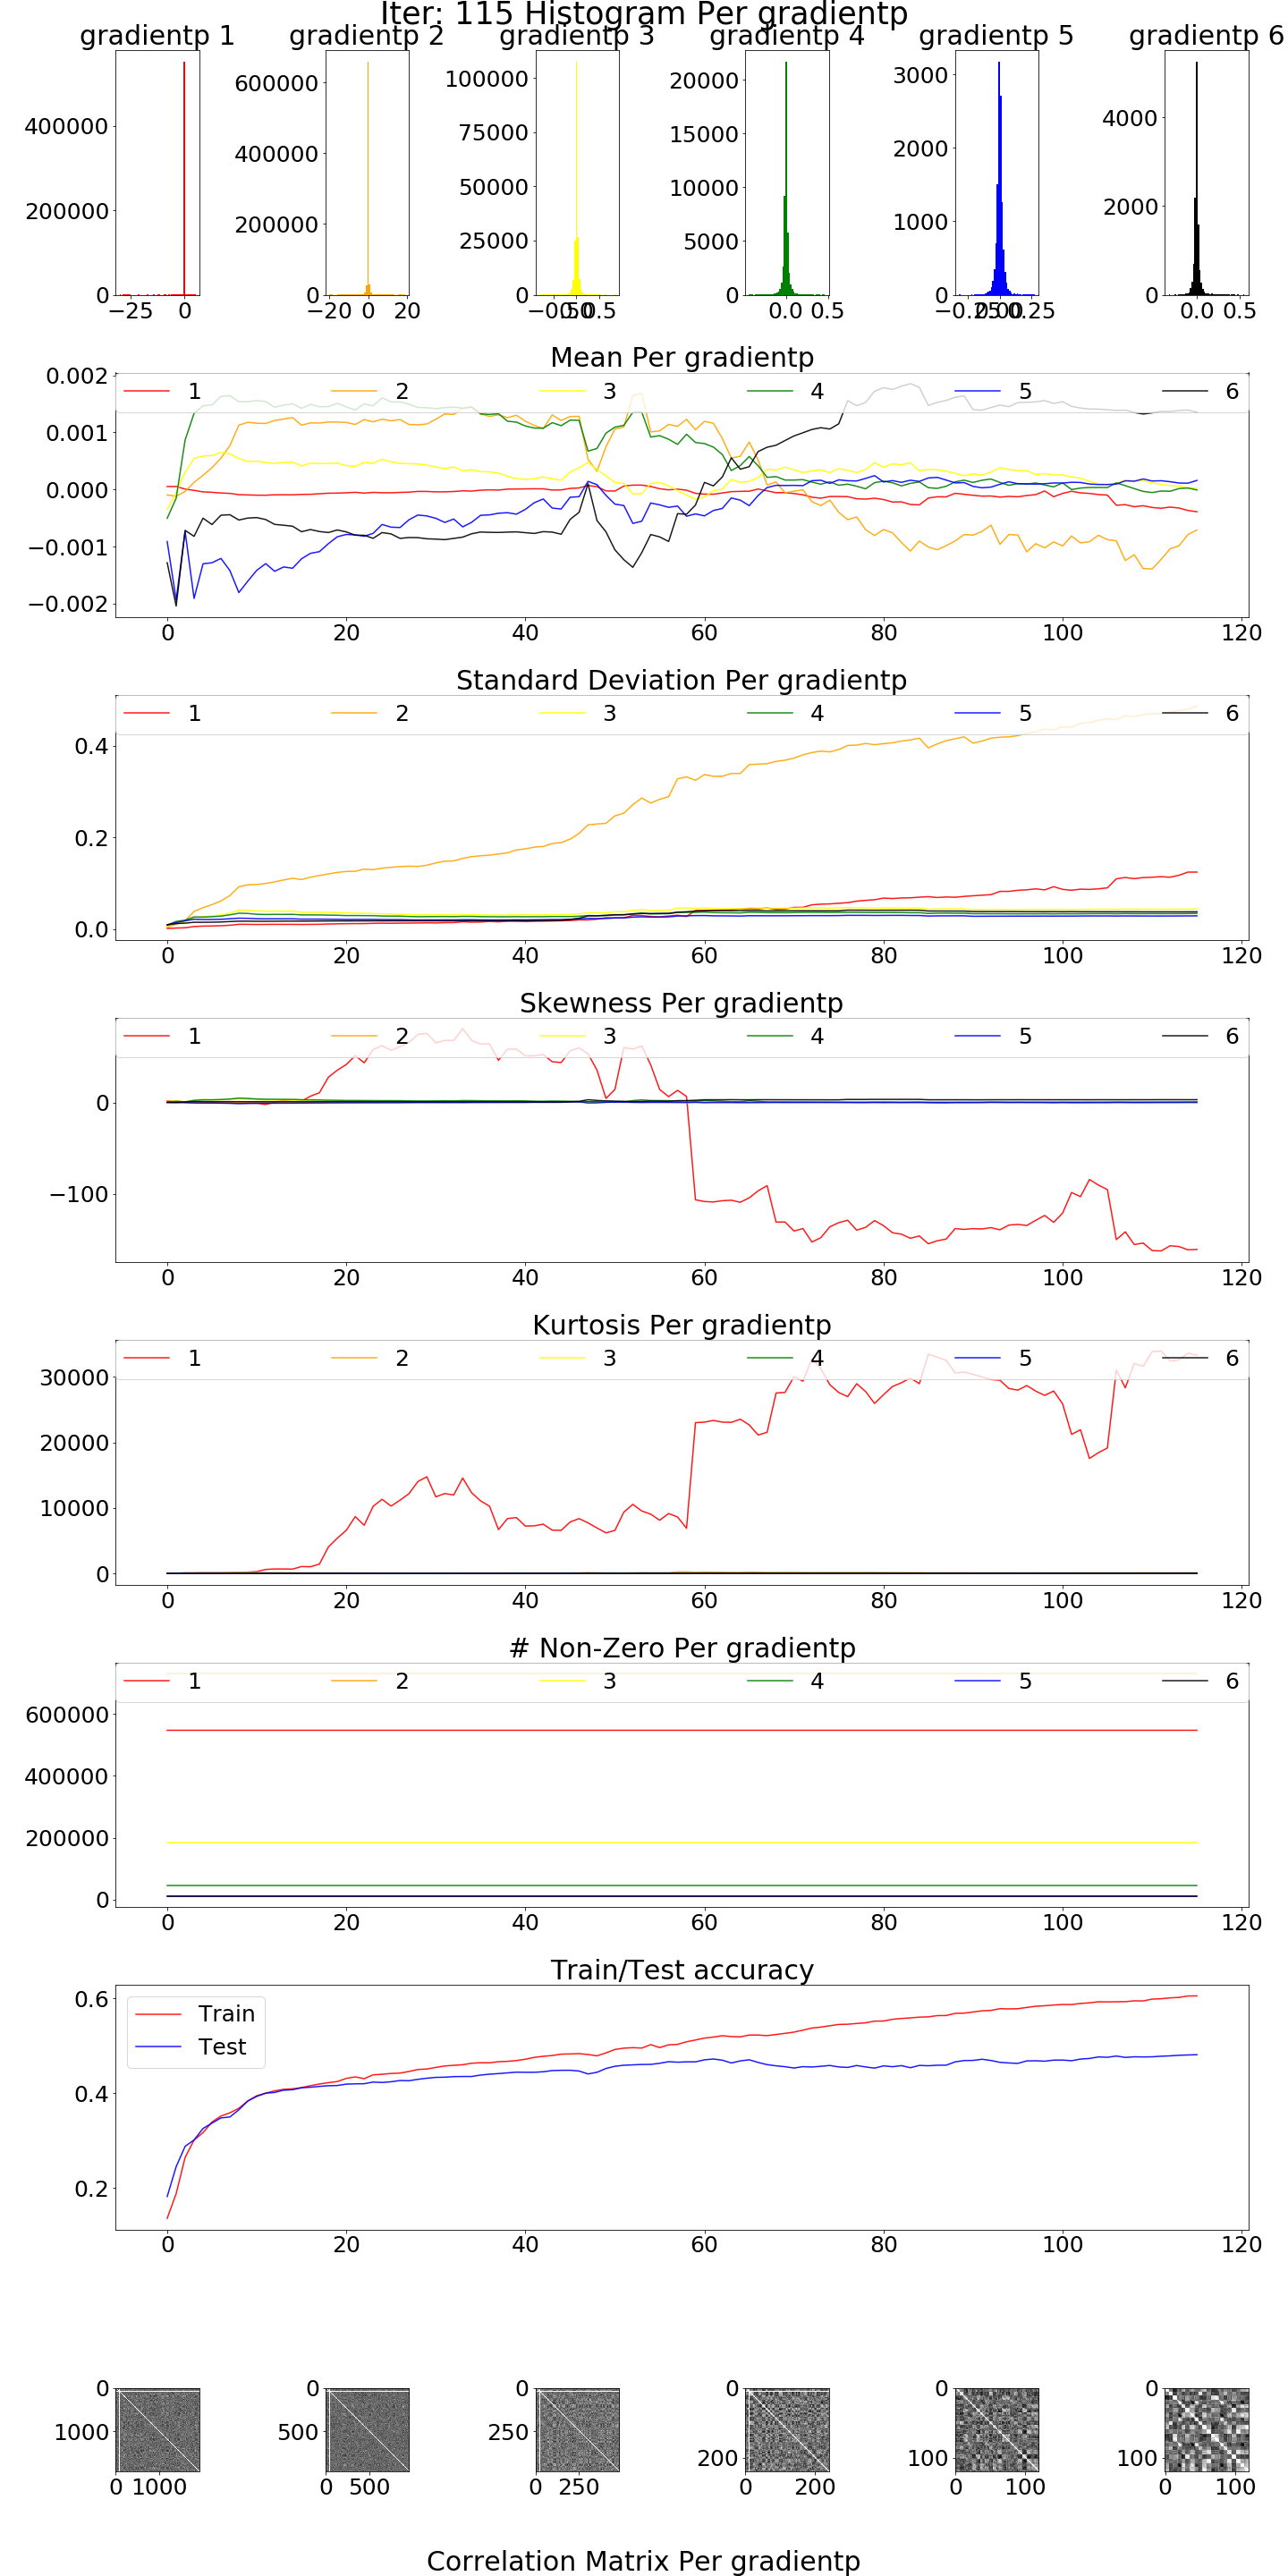 Iter: 115 Histogram Per gradientp
gradientp 1 gradientp 2 gradientp 3 gradientp 4 gradientp 5 gradientp 6
400000
200000
0
−25 0
600000
400000
200000
0
−20 0 20
100000
75000
50000
25000
0
0.5
20000
15000
10000
5000
0
0.0 0.5
3000
2000
1000
0
0.25
4000
2000
0
0.0 0.5
Mean Per gradientp
1 2 3 4 5 6
0.002
0.001
0.000
−0.001
−0.002
0 20 40 60 80 100 120
Standard Deviation Per gradientp
1 2 3 4 5 6
0.4
0.2
0.0
0 20 40 60 80 100 120
Skewness Per gradientp
1 2 3 4 5 6
0
−100
0 20 40 60 80 100 120
Kurtosis Per gradientp
1 2 3 4 5 6
30000
20000
10000
0
0 20 40 60 80 100 120
# Non-Zero Per gradientp
1 2 3 4 5 6
600000
400000
200000
0
0 20 40 60 80 100 120
Train/Test accuracy
Train
Test
0.6
0.4
0.2
0 20 40 60 80 100 120
0
1000
0 1000
0
500
0 500
0
250
0 250
0
200
0 200
0
100
0 100
0
100
0 100
Correlation Matrix Per gradientp